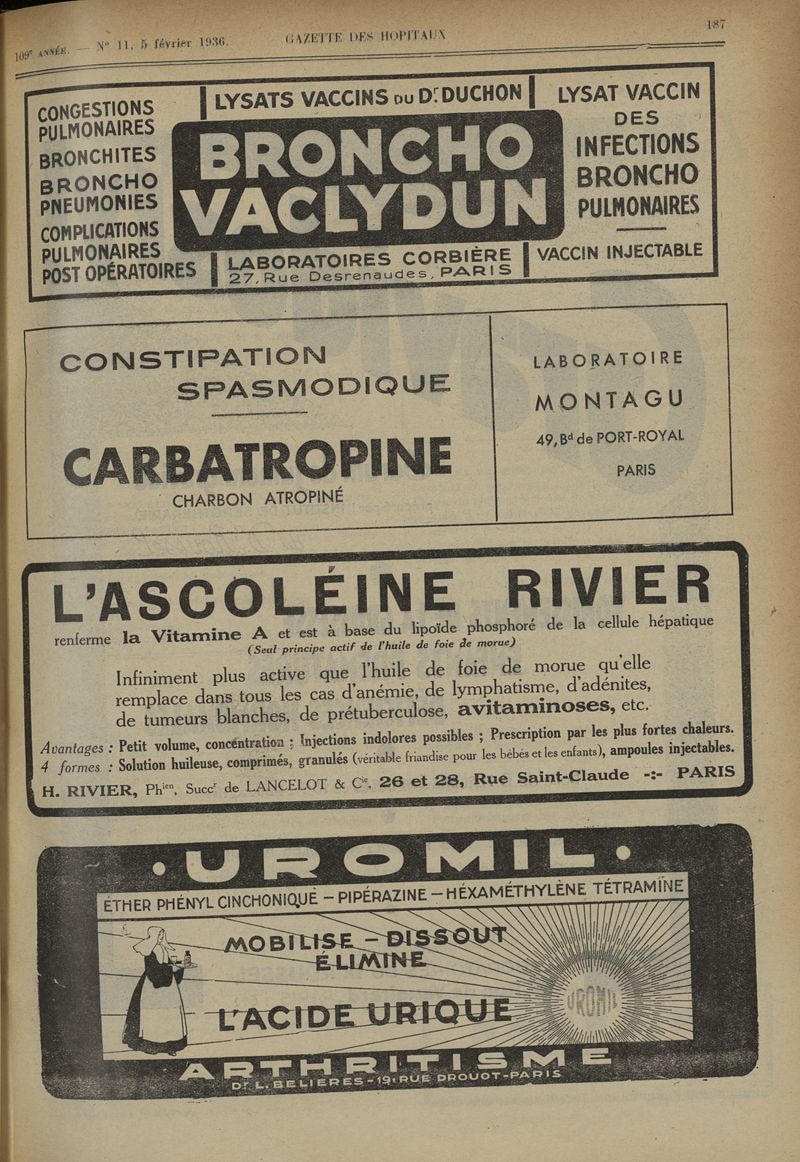 109e ANNÉE. — N° 11, 5 février 1936.
GAZETTE DES HOPITAUX
187
CONGESTIONS
PULMONAIRES
BRONCHITES
BRONCHO
PNEUMONIES
COMPLICATIONS
PULMONAIRES
POST OPÉRATOIRES
LYSATS VACCINS DU Dr. DUCHON
BRONCHO
VACLYDUN
LABORATOIRES CORBIÈRE
27, Rue Desrenaudes, PARIS
LYSAT VACCIN
DES
INFECTIONS
BRONCHO
PULMONAIRES
VACCIN INJECTABLE
CONSTIPATION
SPASMODIQUE
CARBATROPINE
CHARBON ATROPINÉ
LABORATOIRE
MONTAGU
49, Bd de PORT-ROYAL
PARIS
L'ASCOLÉINE RIVIER
renferme la Vitamine A et est à base du lipoïde phosphoré de la cellule hépatique
(Seul principe actif de l'huile de foie de morue)
Infiniment plus active que l'huile de foie de morue qu'elle
remplace dans tous les cas d'anémie, de lymphatisme, d'adénites,
de tumeurs blanches, de prétuberculose, avitaminoses, etc.
Avantages : Petit volume, concentration ; Injections indolores possibles ; Prescription par les plus fortes chaleurs.
4 formes : Solution huileuse, comprimés, granulés (véritable friandise pour les bébés et les enfants), ampoules injectables.
H. RIVIER, Phien, Succr de LANCELOT & Cie, 26 et 28, Rue Saint-Claude -:- PARIS
• UROMIL •
ÉTHER PHÉNYL CINCHONIQUE — PIPÉRAZINE — HÉXAMÉTHYLÈNE TÉTRAMINE
MOBILISE — DISSOUT
ÉLIMINE
L'ACIDE URIQUE
UROMIL
ARTHRITISME
Dr L. BELIERES - 19, RUE DROUOT - PARIS